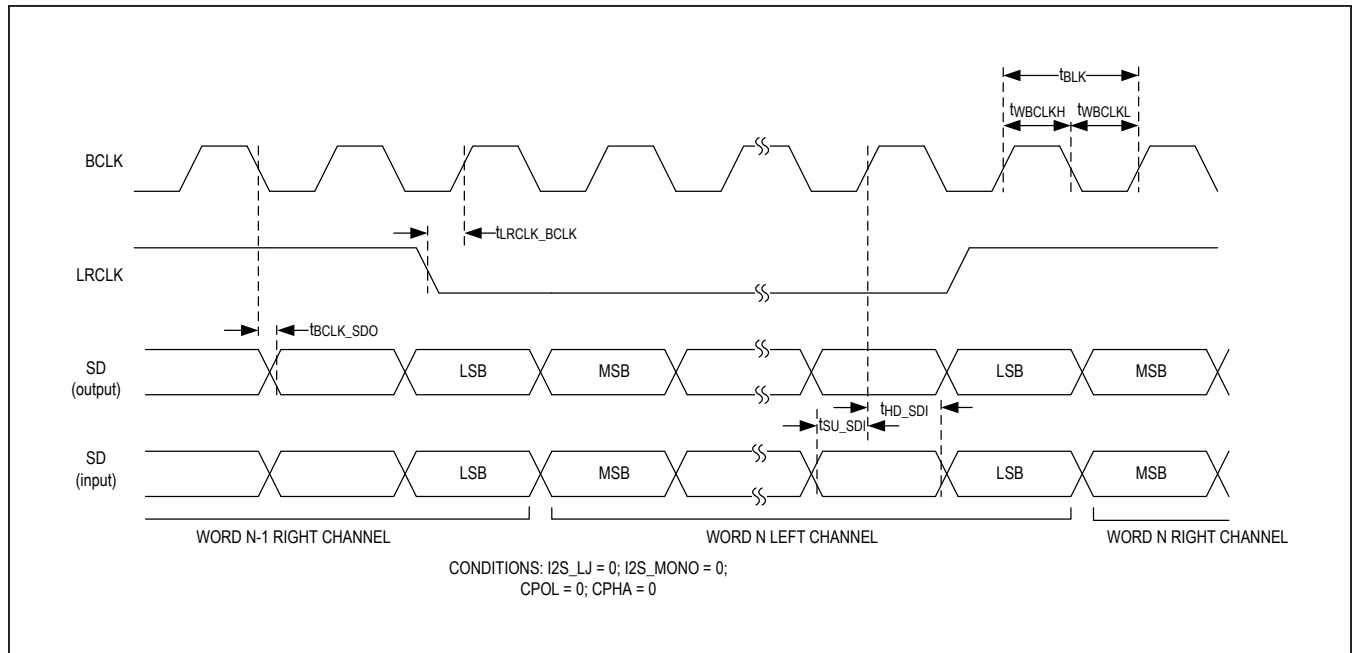 tBLK
tWBCLKH tWBCLKL
BCLK
tLRCLK_BCLK
LRCLK
tBCLK_SDO
SD
(output)
LSB MSB LSB MSB
tHD_SDI
tSU_SDI
SD
(input)
LSB MSB LSB MSB
WORD N-1 RIGHT CHANNEL WORD N LEFT CHANNEL WORD N RIGHT CHANNEL
CONDITIONS: I2S_LJ = 0; I2S_MONO = 0;
CPOL = 0; CPHA = 0